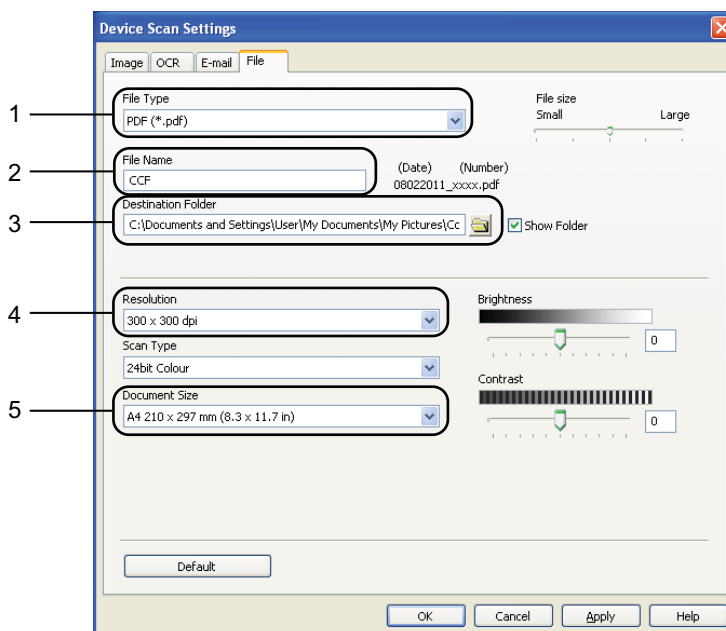 Device Scan Settings
Image OCR E-mail File
1
File Type
PDF (*.pdf)
File size
Small Large
2
File Name
CCF
(Date) (Number)
08022011_xxxx.pdf
3
Destination Folder
C:\Documents and Settings\User\My Documents\My Pictures\Cc
Show Folder
4
Resolution
300 x 300 dpi
Brightness
0
Scan Type
24bit Colour
Contrast
0
5
Document Size
A4 210 x 297 mm (8.3 x 11.7 in)
Default
OK Cancel Apply Help